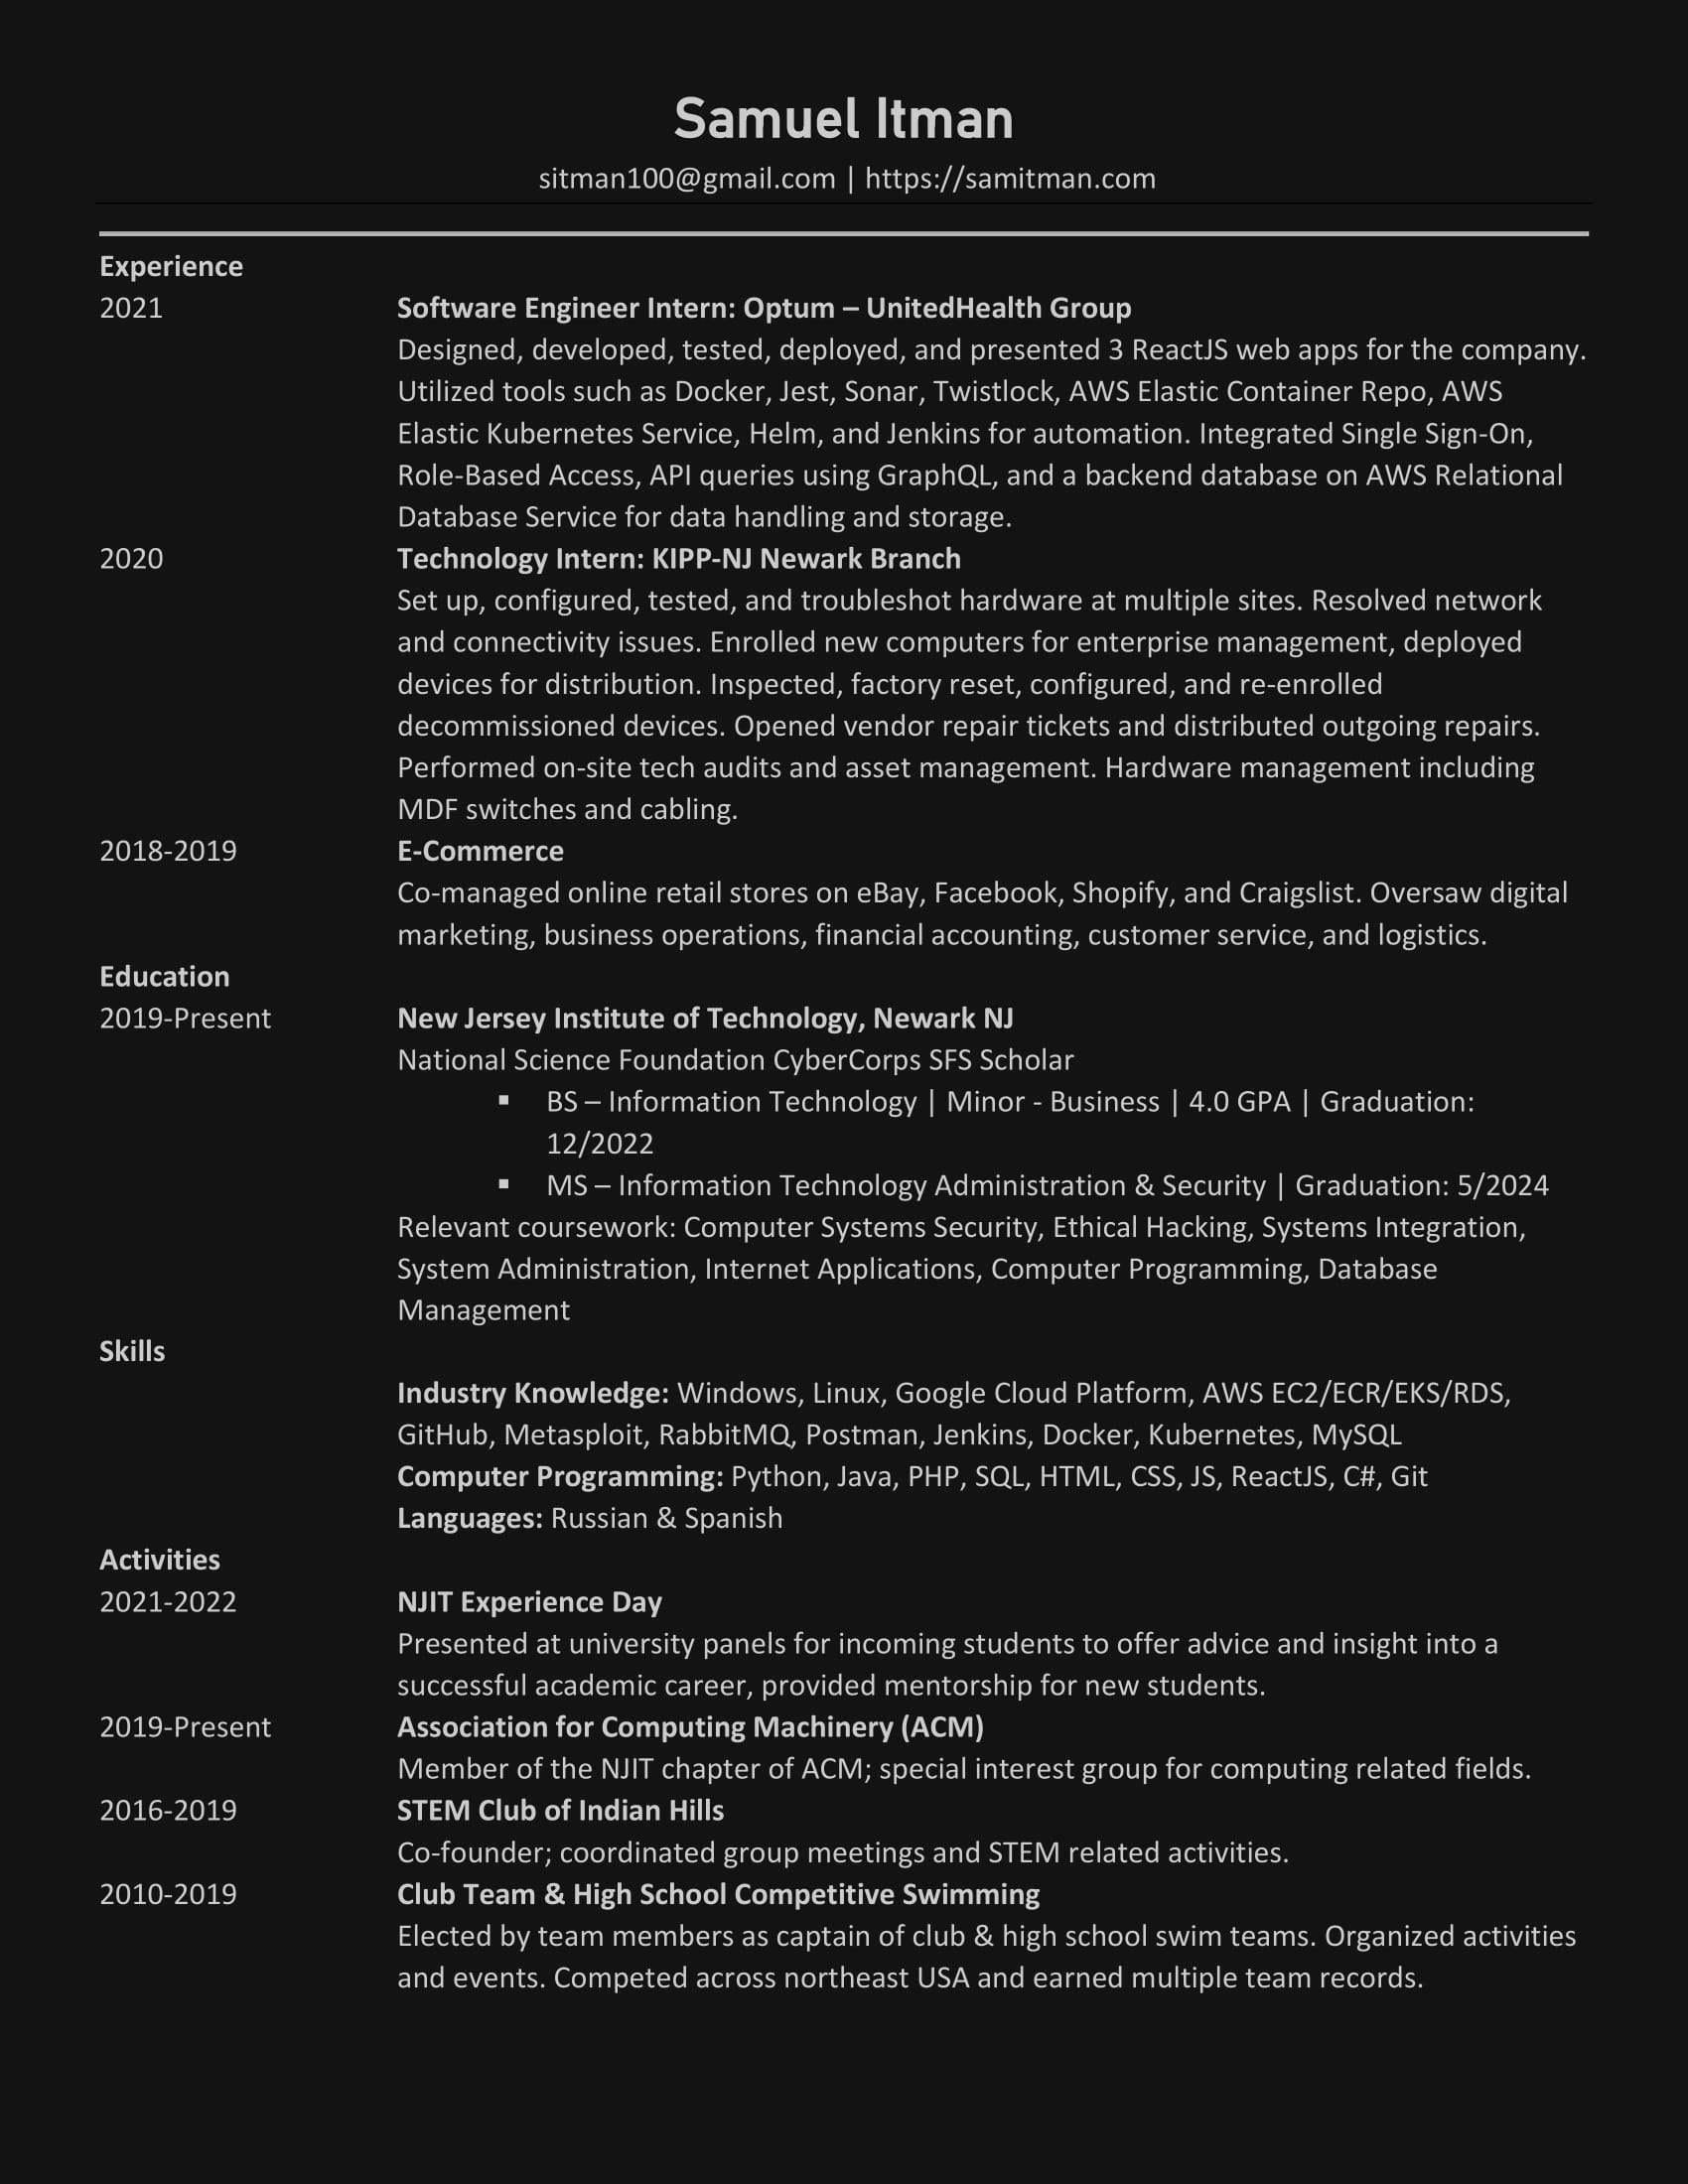 Samuel Itman
sitman100@gmail.com | https://samitman.com
Experience
2021 Software Engineer Intern: Optum – UnitedHealth Group
Designed, developed, tested, deployed, and presented 3 ReactJS web apps for the company.
Utilized tools such as Docker, Jest, Sonar, Twistlock, AWS Elastic Container Repo, AWS
Elastic Kubernetes Service, Helm, and Jenkins for automation. Integrated Single Sign-On,
Role-Based Access, API queries using GraphQL, and a backend database on AWS Relational
Database Service for data handling and storage.
2020 Technology Intern: KIPP-NJ Newark Branch
Set up, configured, tested, and troubleshot hardware at multiple sites. Resolved network
and connectivity issues. Enrolled new computers for enterprise management, deployed
devices for distribution. Inspected, factory reset, configured, and re-enrolled
decommissioned devices. Opened vendor repair tickets and distributed outgoing repairs.
Performed on-site tech audits and asset management. Hardware management including
MDF switches and cabling.
2018-2019 E-Commerce
Co-managed online retail stores on eBay, Facebook, Shopify, and Craigslist. Oversaw digital
marketing, business operations, financial accounting, customer service, and logistics.
Education
2019-Present New Jersey Institute of Technology, Newark NJ
National Science Foundation CyberCorps SFS Scholar
▪ BS – Information Technology | Minor - Business | 4.0 GPA | Graduation:
12/2022
▪ MS – Information Technology Administration & Security | Graduation: 5/2024
Relevant coursework: Computer Systems Security, Ethical Hacking, Systems Integration,
System Administration, Internet Applications, Computer Programming, Database
Management
Skills
Industry Knowledge: Windows, Linux, Google Cloud Platform, AWS EC2/ECR/EKS/RDS,
GitHub, Metasploit, RabbitMQ, Postman, Jenkins, Docker, Kubernetes, MySQL
Computer Programming: Python, Java, PHP, SQL, HTML, CSS, JS, ReactJS, C#, Git
Languages: Russian & Spanish
Activities
2021-2022 NJIT Experience Day
Presented at university panels for incoming students to offer advice and insight into a
successful academic career, provided mentorship for new students.
2019-Present Association for Computing Machinery (ACM)
Member of the NJIT chapter of ACM; special interest group for computing related fields.
2016-2019 STEM Club of Indian Hills
Co-founder; coordinated group meetings and STEM related activities.
2010-2019 Club Team & High School Competitive Swimming
Elected by team members as captain of club & high school swim teams. Organized activities
and events. Competed across northeast USA and earned multiple team records.